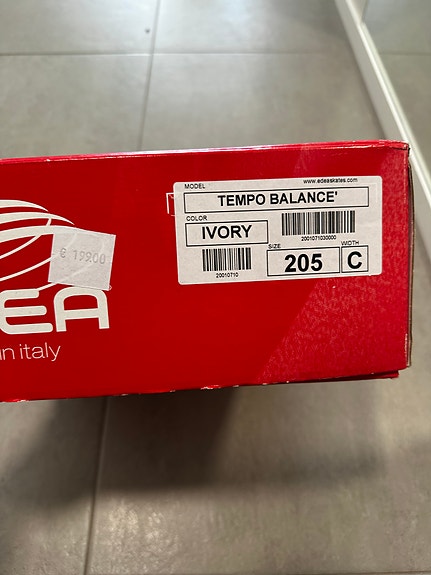 MODEL
www.edeaskates.com
TEMPO BALANCE'
COLOR
IVORY
2001071030000
20010710
SIZE
205
WIDTH
C
€ 199.00
EA
in italy